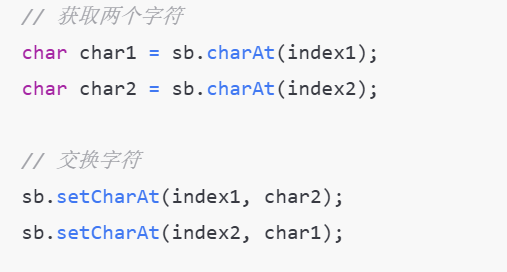 // 获取两个字符
char char1 = sb.charAt(index1);
char char2 = sb.charAt(index2);
// 交换字符
sb.setCharAt(index1, char2);
sb.setCharAt(index2, char1);